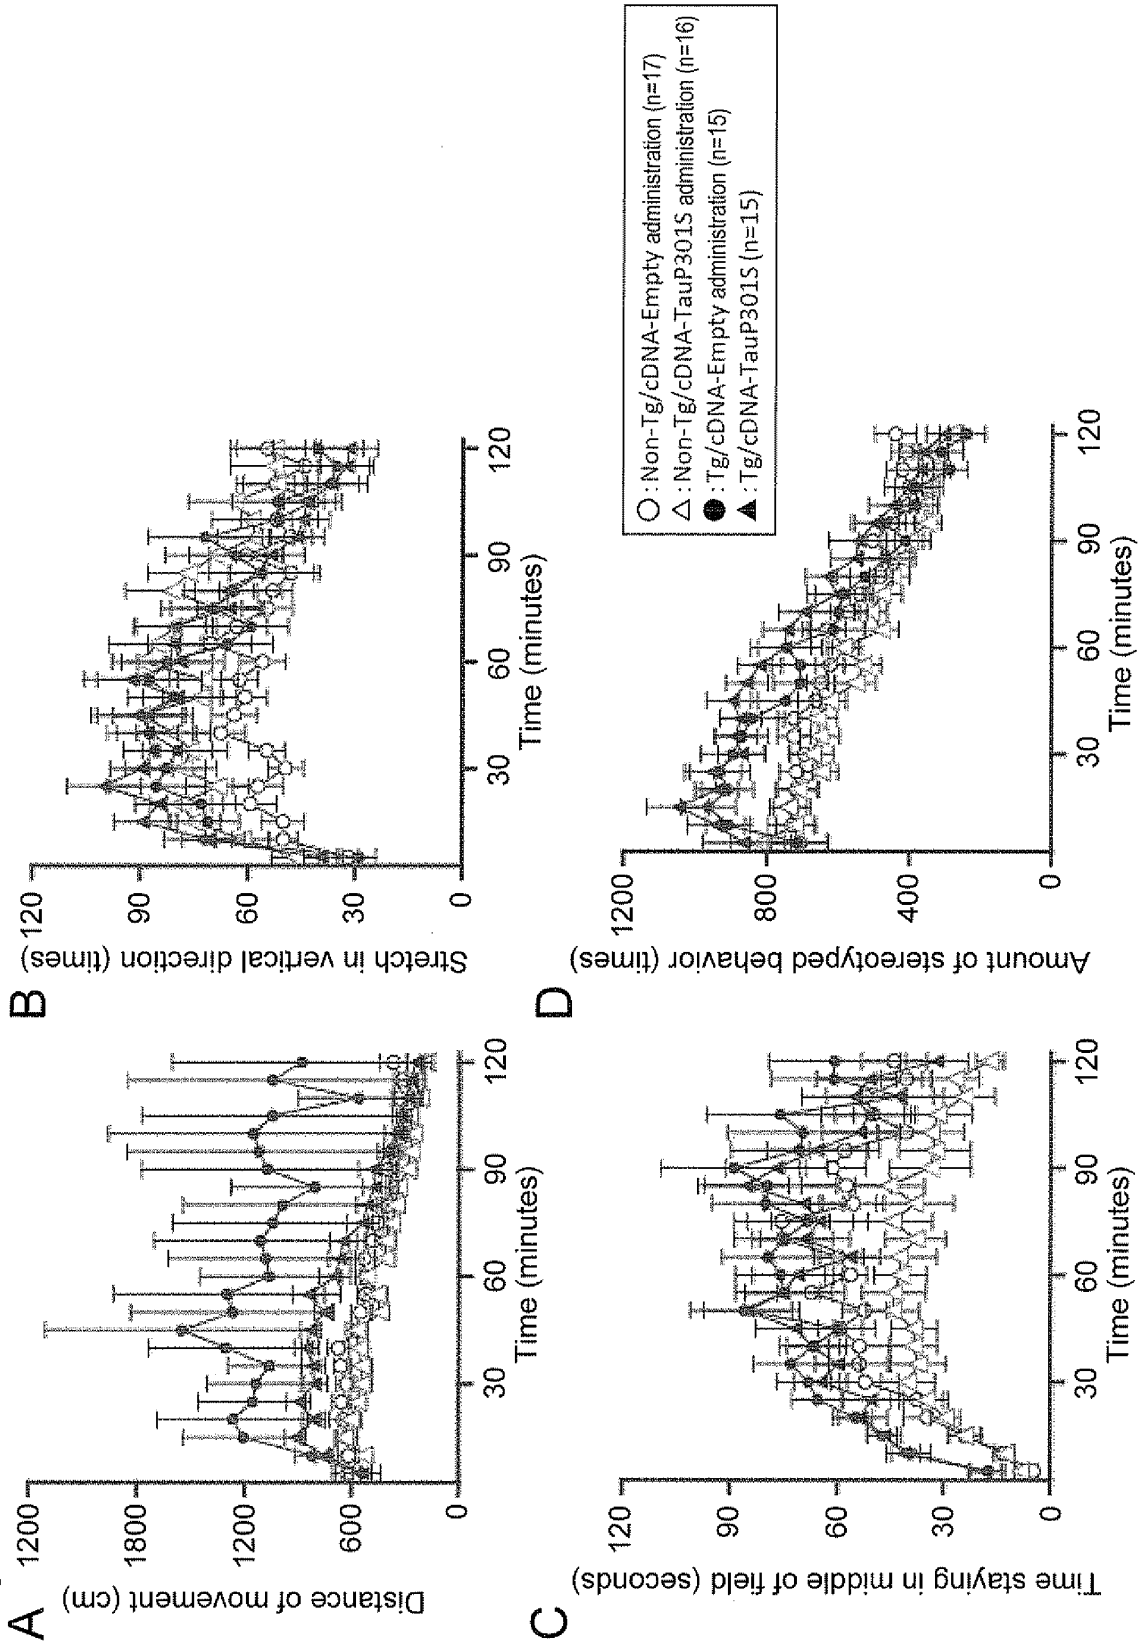 A
Distance of movement (cm)
1200
1800
1200
600
0
30
60
90
120
Time (minutes)
B
Stretch in vertical direction (times)
120
90
60
30
0
30
60
90
120
Time (minutes)
C
Time staying in middle of field (seconds)
120
90
60
30
0
30
60
90
120
Time (minutes)
D
Amount of stereotyped behavior (times)
1200
800
400
0
30
60
90
120
Time (minutes)
○:Non-Tg/cDNA-Empty administration (n=17)
△:Non-Tg/cDNA-TauP301S administration (n=16)
●:Tg/cDNA-Empty administration (n=15)
▲:Tg/cDNA-TauP301S (n=15)